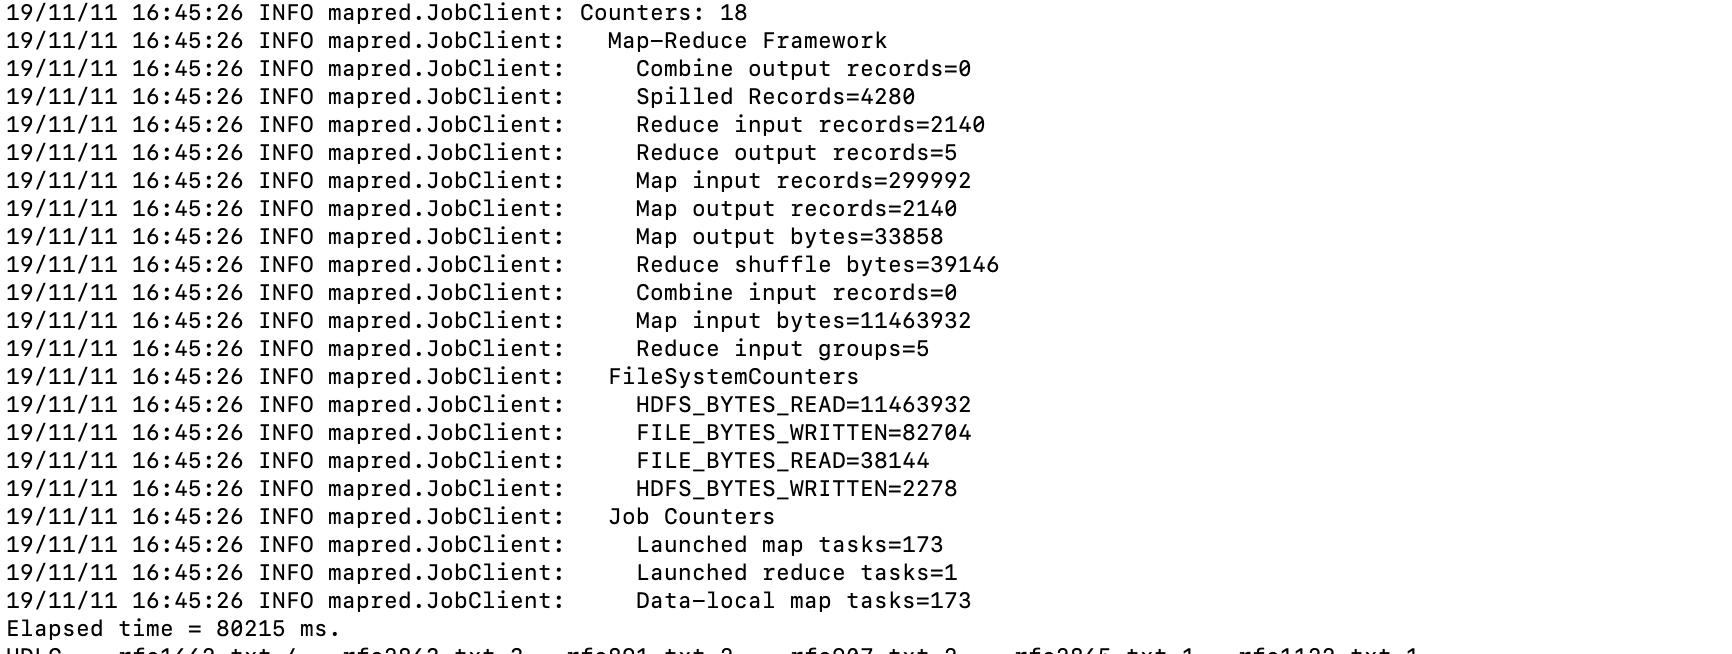 19/11/11 16:45:26 INFO mapred.JobClient: Counters: 18
19/11/11 16:45:26 INFO mapred.JobClient:   Map-Reduce Framework
19/11/11 16:45:26 INFO mapred.JobClient:     Combine output records=0
19/11/11 16:45:26 INFO mapred.JobClient:     Spilled Records=4280
19/11/11 16:45:26 INFO mapred.JobClient:     Reduce input records=2140
19/11/11 16:45:26 INFO mapred.JobClient:     Reduce output records=5
19/11/11 16:45:26 INFO mapred.JobClient:     Map input records=299992
19/11/11 16:45:26 INFO mapred.JobClient:     Map output records=2140
19/11/11 16:45:26 INFO mapred.JobClient:     Map output bytes=33858
19/11/11 16:45:26 INFO mapred.JobClient:     Reduce shuffle bytes=39146
19/11/11 16:45:26 INFO mapred.JobClient:     Combine input records=0
19/11/11 16:45:26 INFO mapred.JobClient:     Map input bytes=11463932
19/11/11 16:45:26 INFO mapred.JobClient:     Reduce input groups=5
19/11/11 16:45:26 INFO mapred.JobClient:   FileSystemCounters
19/11/11 16:45:26 INFO mapred.JobClient:     HDFS_BYTES_READ=11463932
19/11/11 16:45:26 INFO mapred.JobClient:     FILE_BYTES_WRITTEN=82704
19/11/11 16:45:26 INFO mapred.JobClient:     FILE_BYTES_READ=38144
19/11/11 16:45:26 INFO mapred.JobClient:     HDFS_BYTES_WRITTEN=2278
19/11/11 16:45:26 INFO mapred.JobClient:   Job Counters
19/11/11 16:45:26 INFO mapred.JobClient:     Launched map tasks=173
19/11/11 16:45:26 INFO mapred.JobClient:     Launched reduce tasks=1
19/11/11 16:45:26 INFO mapred.JobClient:     Data-local map tasks=173
Elapsed time = 80215 ms.